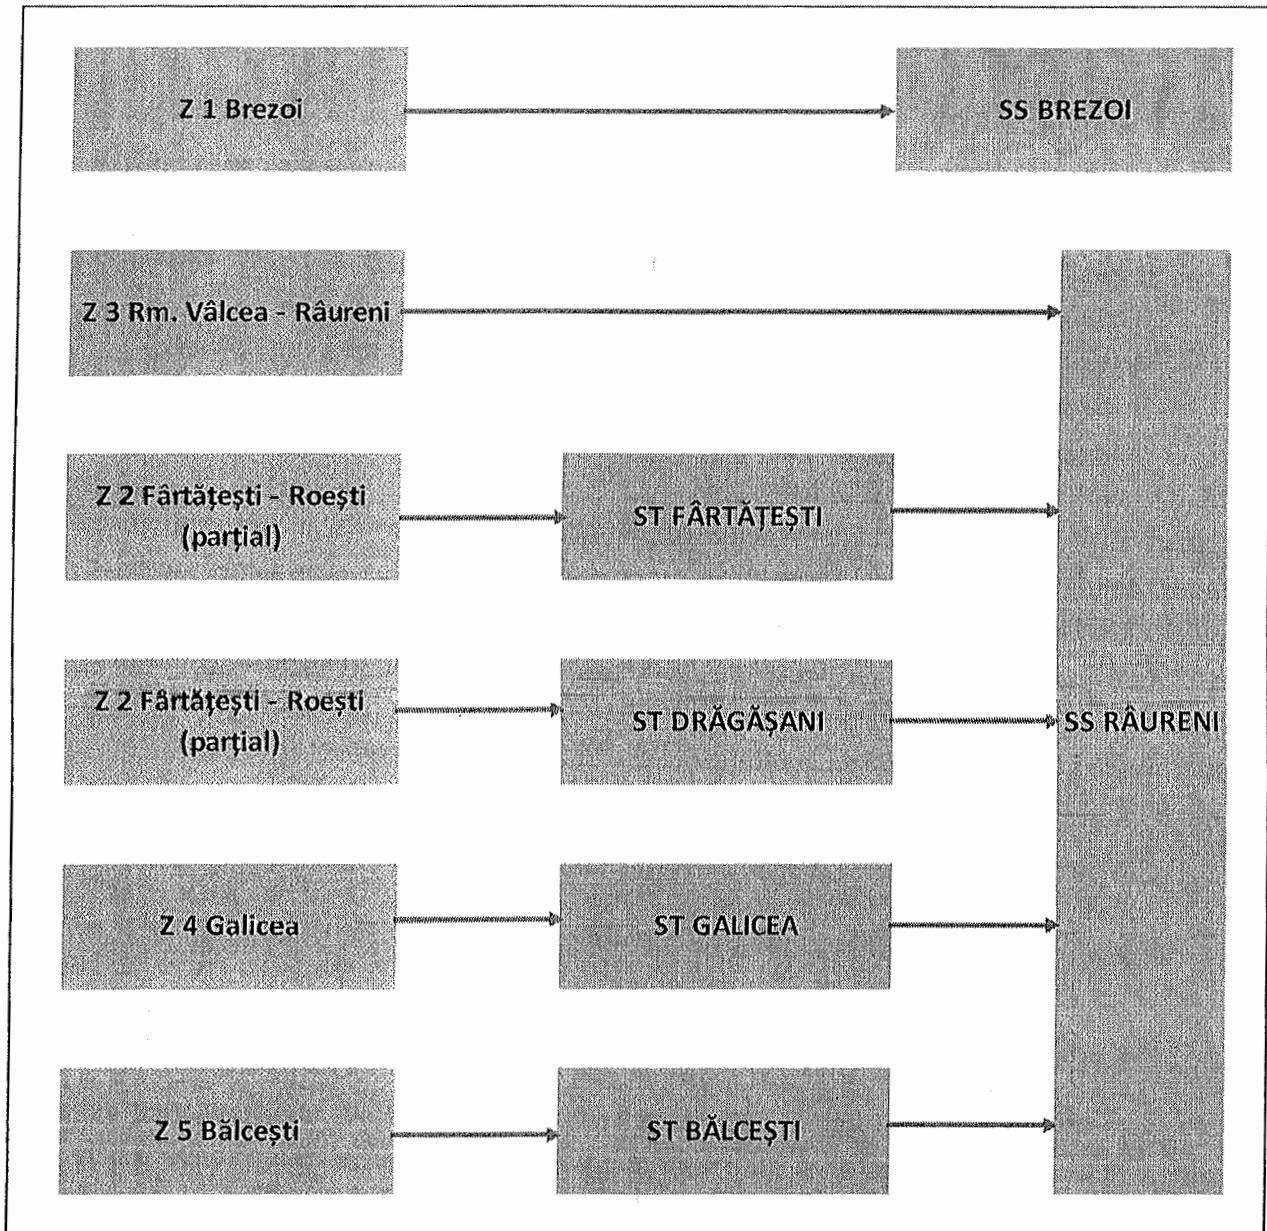 Z 1 Brezoi
SS BREZOI
Z 3 Rm. Vâlcea - Râureni
Z 2 Fârtățești - Roești
(parțial)
ST FÂRTĂȚEȘTI
Z 2 Fârtățești - Roești
(parțial)
ST DRĂGĂȘANI
SS RÂURENI
Z 4 Galicea
ST GALICEA
Z 5 Bălcești
ST BĂLCEȘTI